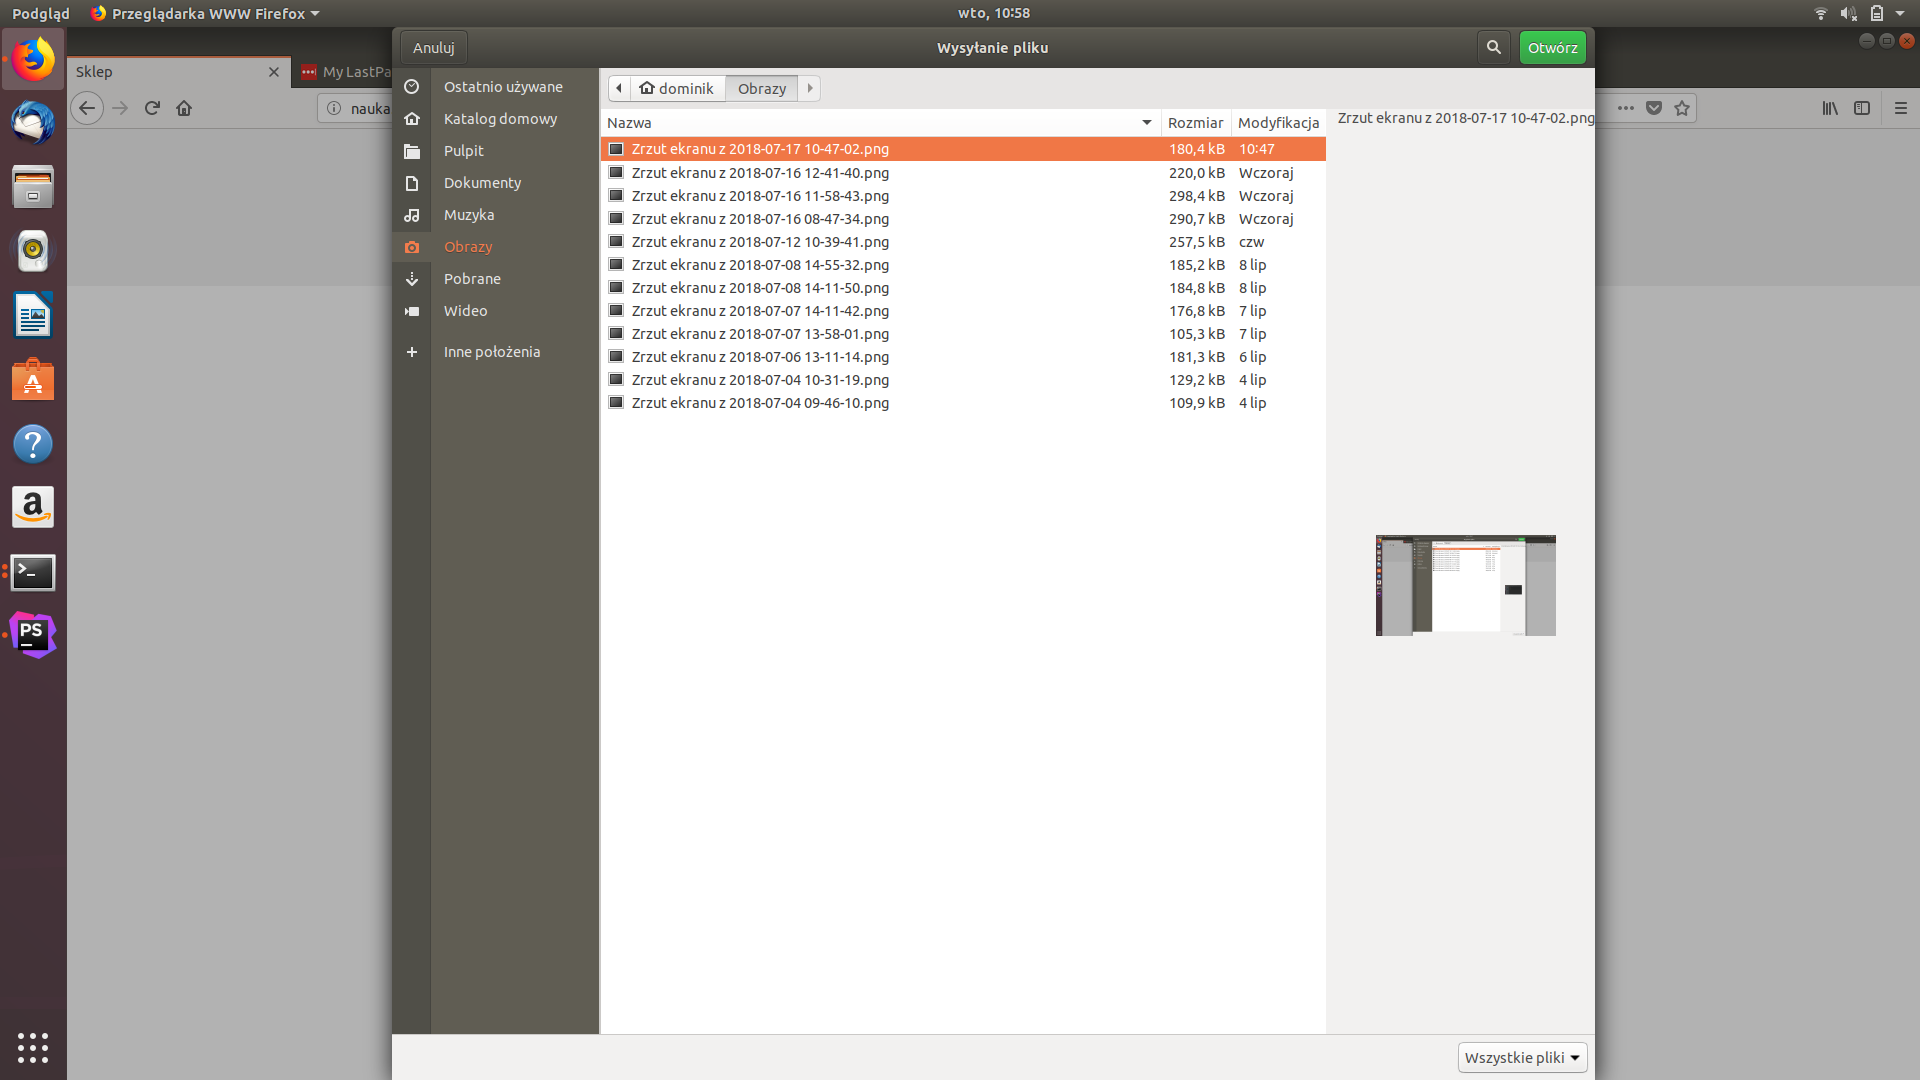 Podgląd Przeglądarka WWW Firefox wto, 10:58
Anuluj Wysyłanie pliku Otwórz
Sklep My LastPa
nauka
Ostatnio używane
Katalog domowy
Pulpit
Dokumenty
Muzyka
Obrazy
Pobrane
Wideo
Inne położenia
dominik Obrazy
Nazwa Rozmiar Modyfikacja
Zrzut ekranu z 2018-07-17 10-47-02.png 180,4 kB 10:47
Zrzut ekranu z 2018-07-16 12-41-40.png 220,0 kB Wczoraj
Zrzut ekranu z 2018-07-16 11-58-43.png 298,4 kB Wczoraj
Zrzut ekranu z 2018-07-16 08-47-34.png 290,7 kB Wczoraj
Zrzut ekranu z 2018-07-12 10-39-41.png 257,5 kB czw
Zrzut ekranu z 2018-07-08 14-55-32.png 185,2 kB 8 lip
Zrzut ekranu z 2018-07-08 14-11-50.png 184,8 kB 8 lip
Zrzut ekranu z 2018-07-07 14-11-42.png 176,8 kB 7 lip
Zrzut ekranu z 2018-07-07 13-58-01.png 105,3 kB 7 lip
Zrzut ekranu z 2018-07-06 13-11-14.png 181,3 kB 6 lip
Zrzut ekranu z 2018-07-04 10-31-19.png 129,2 kB 4 lip
Zrzut ekranu z 2018-07-04 09-46-10.png 109,9 kB 4 lip
Zrzut ekranu z 2018-07-17 10-47-02.png
PS
Wszystkie pliki